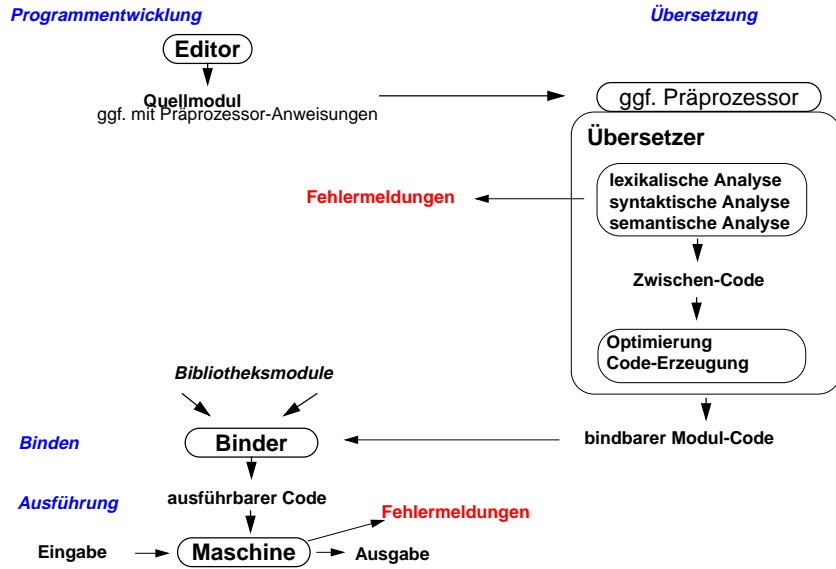 Programmentwicklung
Übersetzung
Editor
Quellmodul
ggf. mit Präprozessor-Anweisungen
ggf. Präprozessor
Übersetzer
lexikalische Analyse
syntaktische Analyse
semantische Analyse
Fehlermeldungen
Zwischen-Code
Optimierung
Code-Erzeugung
Bibliotheksmodule
Binden
Binder
bindbarer Modul-Code
Ausführung
ausführbarer Code
Fehlermeldungen
Eingabe
Maschine
Ausgabe